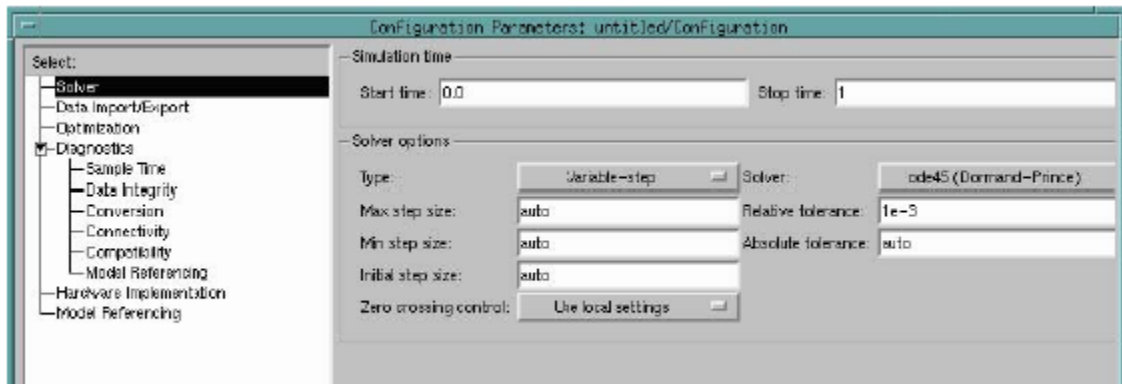 Configuration Parameters: untitled/Configuration
Select:
Solver
Data Import/Export
Optimization
Diagnostics
Sample Time
Data Integrity
Conversion
Connectivity
Compatibility
Model Referencing
Hardware Implementation
Model Referencing
Simulation time
Start time: 0.0 Stop time: 1
Solver options
Type: Variable-step Solver: ode45 (Dormand-Prince)
Max step size: auto Relative tolerance: 1e-3
Min step size: auto Absolute tolerance: auto
Initial step size: auto
Zero crossing control: Use local settings